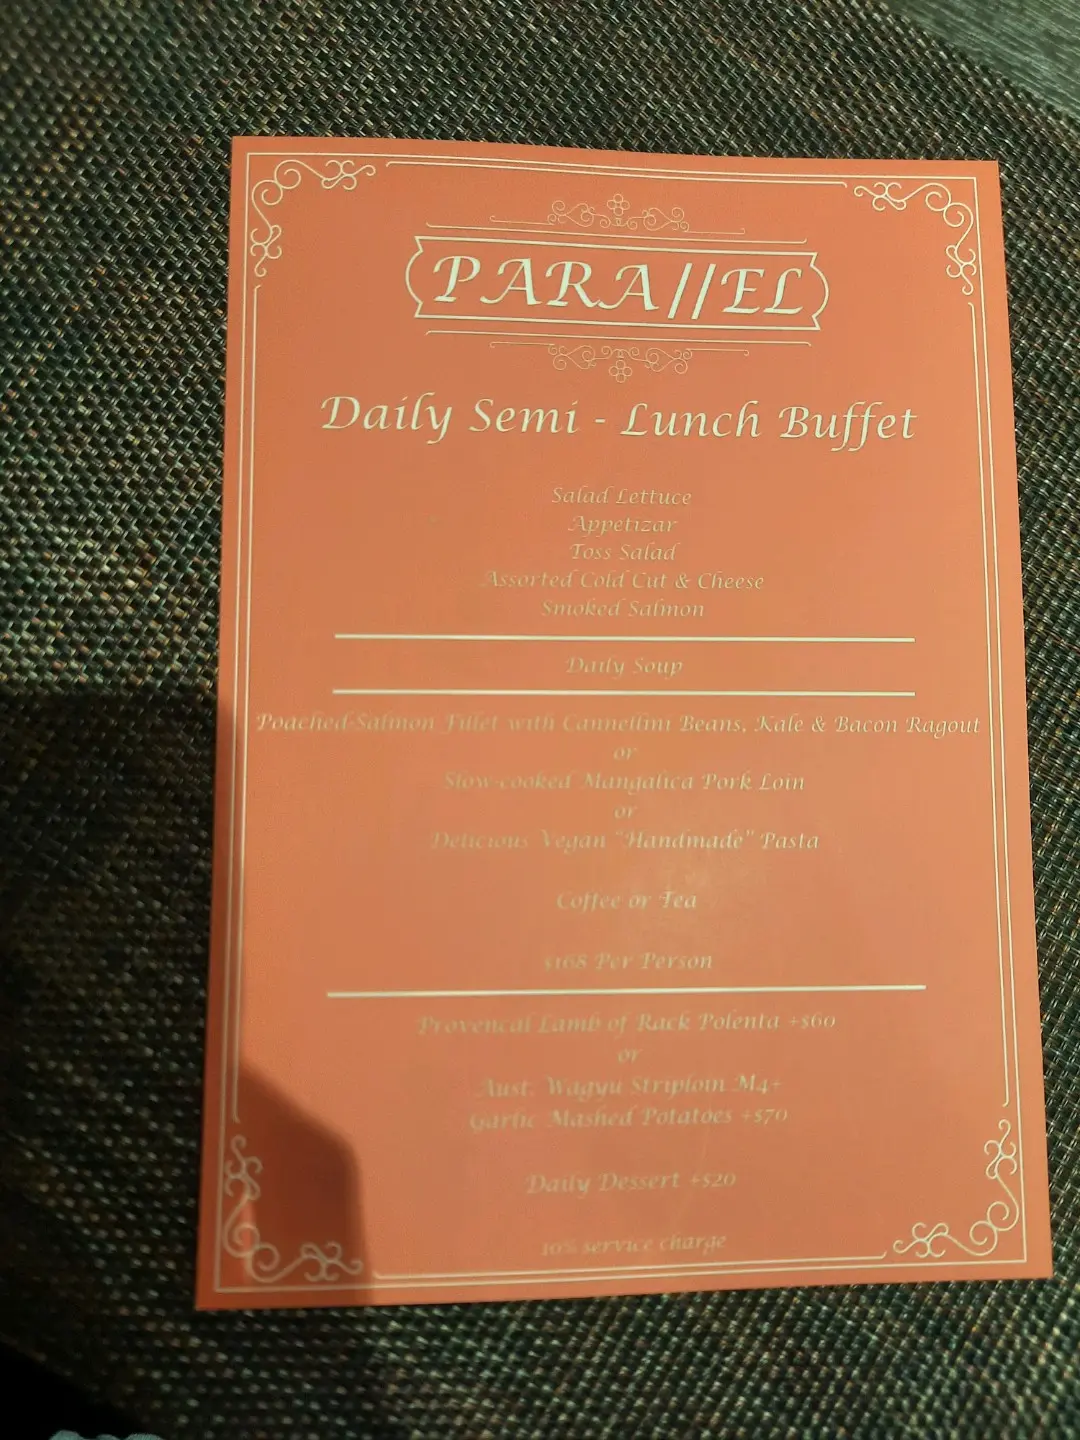 PARA//EL
Daily Semi - Lunch Buffet
Salad Lettuce
Appetizar
Toss Salad
Assorted Cold Cut & Cheese
Smoked Salmon
Daily Soup
Poached-Salmon Fillet with Cannellini Beans, Kale & Bacon Ragout
or
Slow-cooked Mangalica Pork Loin
or
Delicious Vegan "Handmade" Pasta
Coffee or Tea
$168 Per Person
Provencal Lamb of Rack Polenta +$60
or
Aust. Wagyu Striploin M4+
Garlic Mashed Potatoes +$70
Daily Dessert +$20
10% service charge